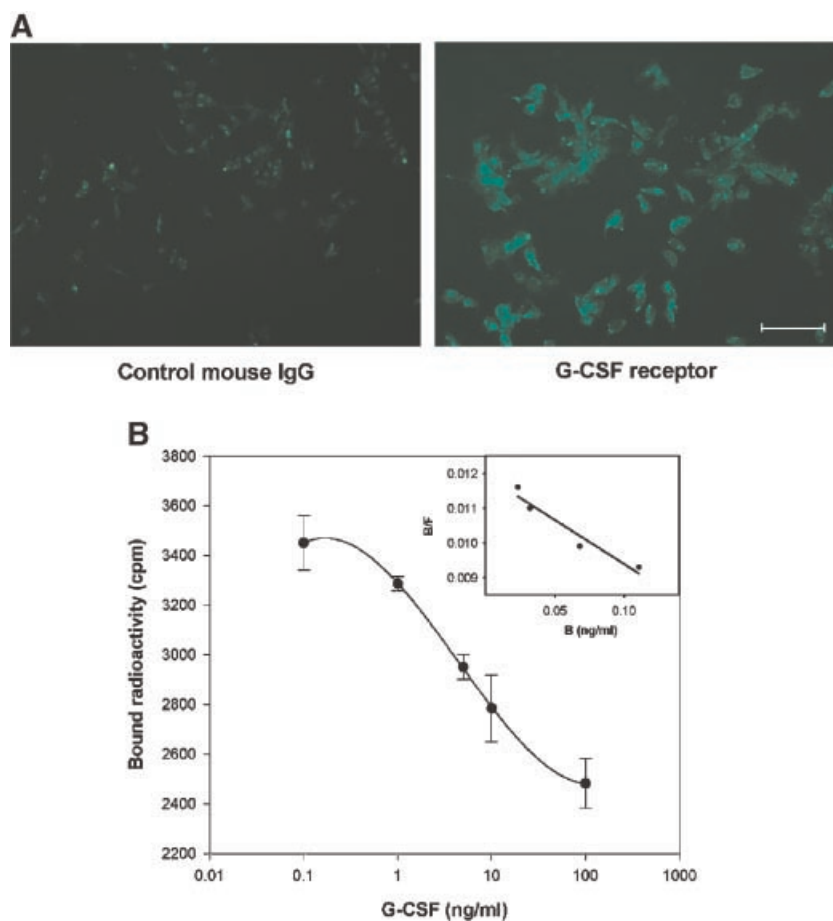 A
Control mouse IgG
G-CSF receptor
B
3800
3600
3400
3200
3000
2800
2600
2400
2200
Bound radioactivity (cpm)
0.01
0.1
1
10
100
1000
G-CSF (ng/ml)
0.012
0.011
0.010
0.009
B/F
0.05
0.10
B (ng/ml)